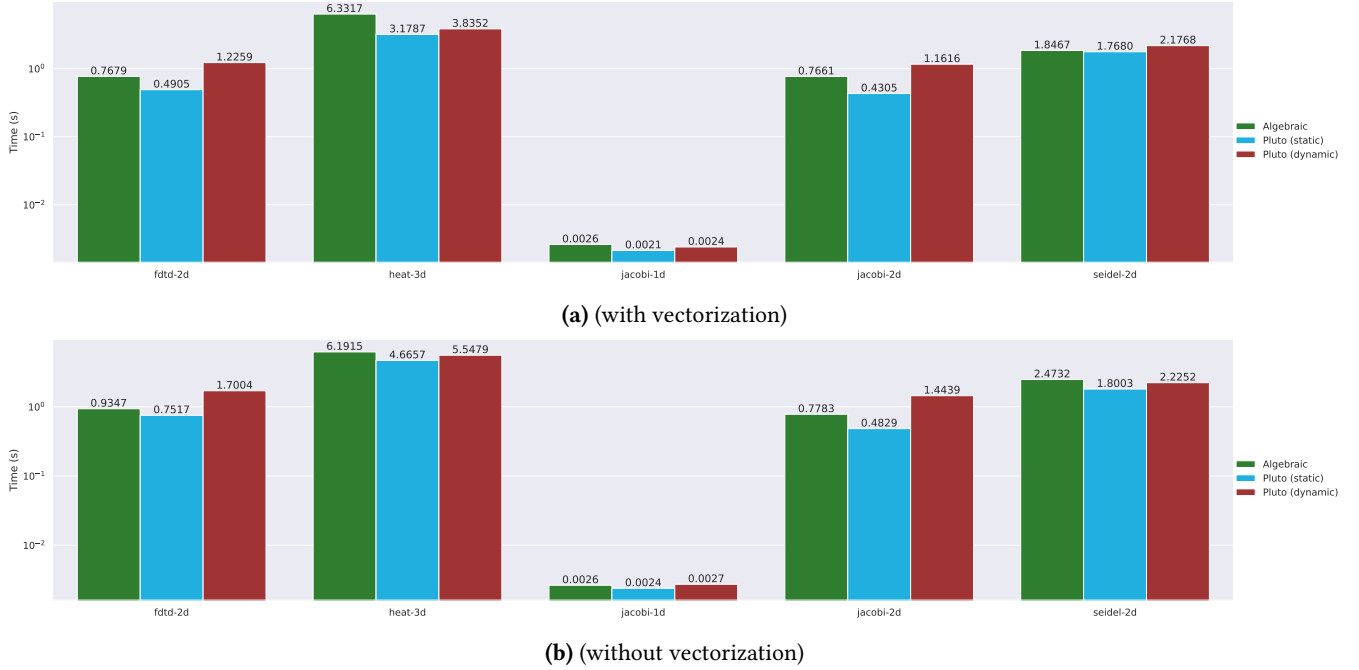 6.3317
3.1787
3.8352
0.7679
0.4905
1.2259
0.7661
0.4305
1.1616
1.8467
1.7680
2.1768
0.0026
0.0021
0.0024
Time (s)
10⁰
10⁻¹
10⁻²
fdtd-2d
heat-3d
jacobi-1d
jacobi-2d
seidel-2d
Algebraic
Pluto (static)
Pluto (dynamic)
(a) (with vectorization)
6.1915
4.6657
5.5479
0.9347
0.7517
1.7004
0.7783
0.4829
1.4439
2.4732
1.8003
2.2252
0.0026
0.0024
0.0027
Time (s)
10⁰
10⁻¹
10⁻²
fdtd-2d
heat-3d
jacobi-1d
jacobi-2d
seidel-2d
Algebraic
Pluto (static)
Pluto (dynamic)
(b) (without vectorization)